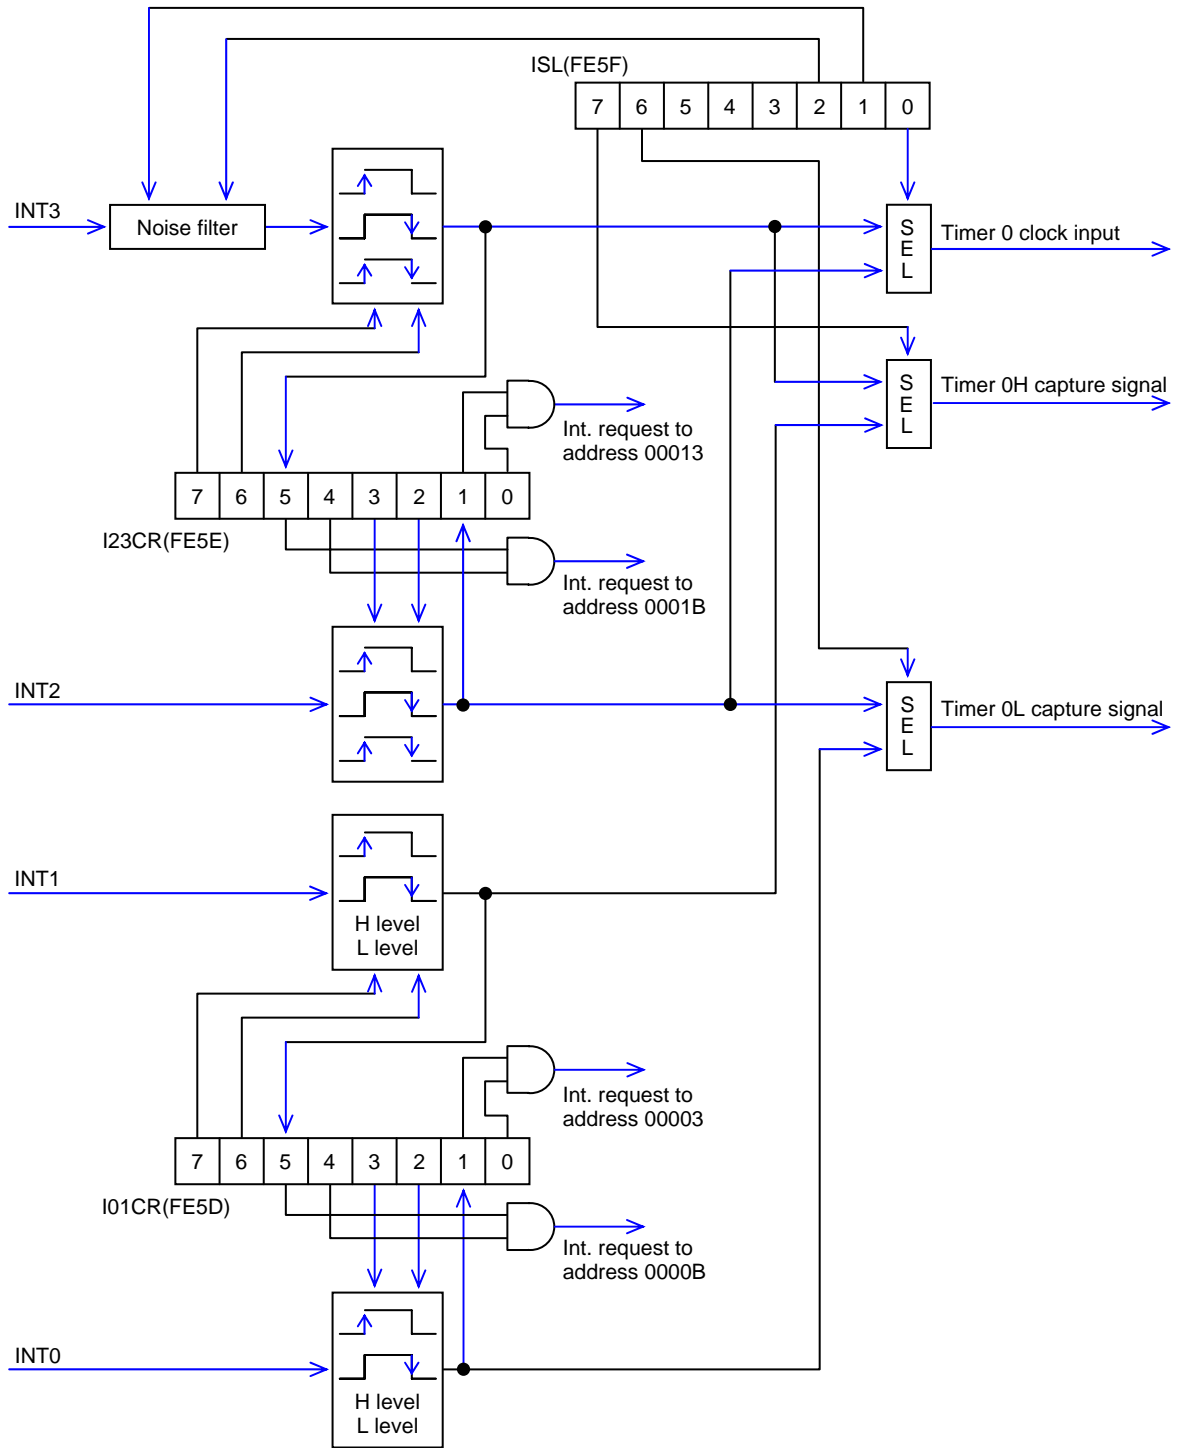 ISL(FE5F)
7 6 5 4 3 2 1 0
INT3
Noise filter
S
E
L
Timer 0 clock input
S
E
L
Timer 0H capture signal
Int. request to
address 00013
7 6 5 4 3 2 1 0
I23CR(FE5E)
Int. request to
address 0001B
INT2
S
E
L
Timer 0L capture signal
INT1
H level
L level
Int. request to
address 00003
7 6 5 4 3 2 1 0
I01CR(FE5D)
Int. request to
address 0000B
INT0
H level
L level